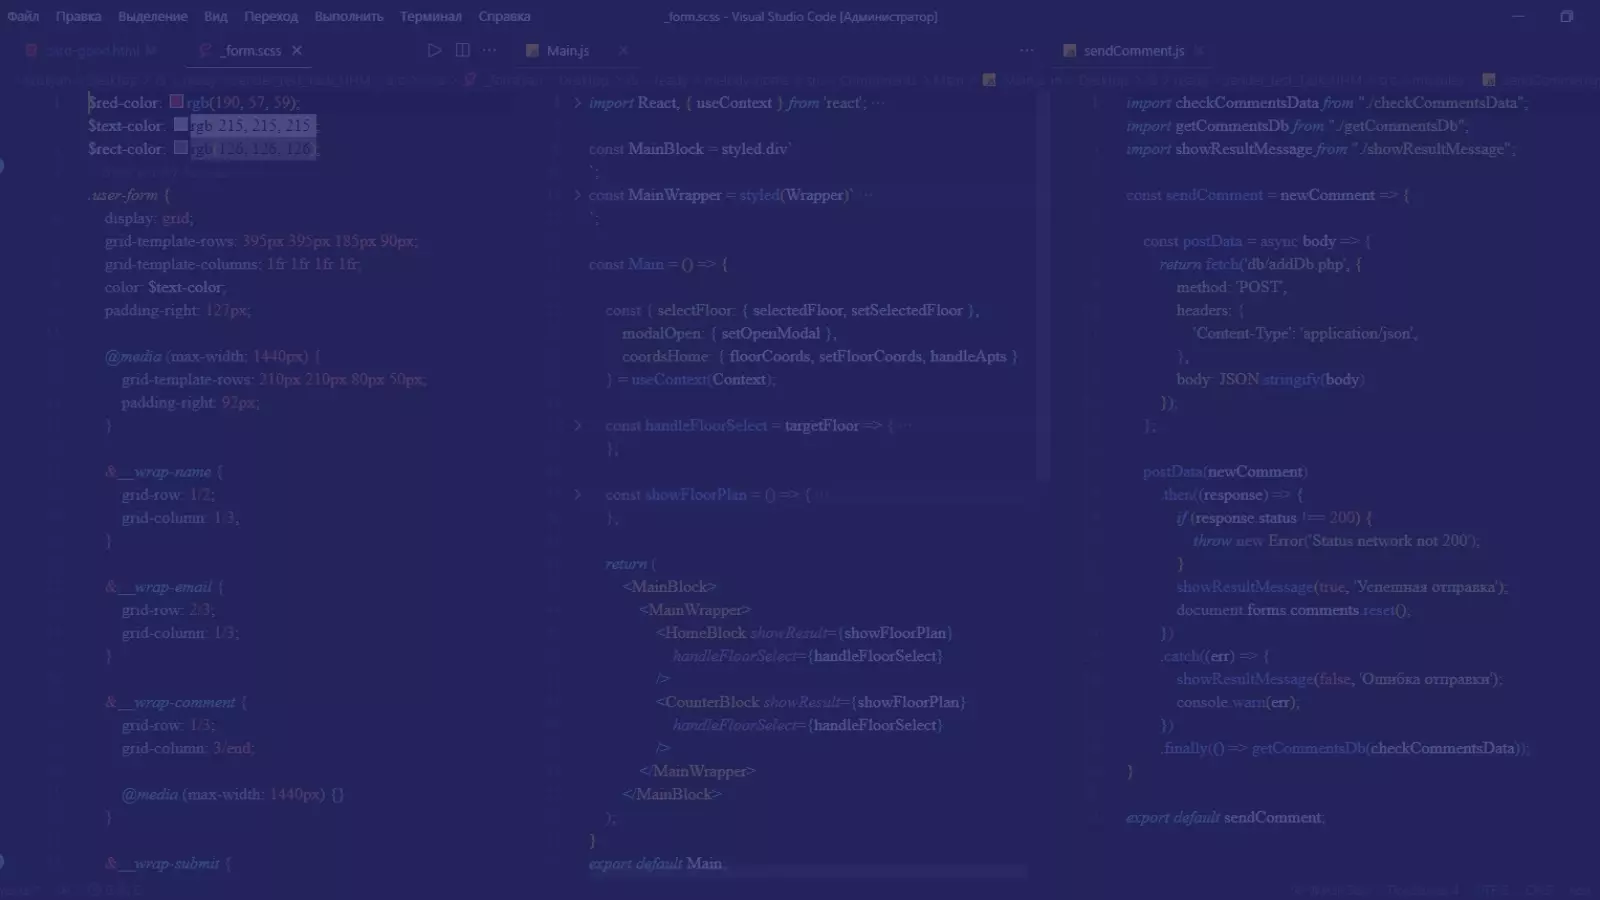 Файл Правка Выделение Вид Переход Выполнить Терминал Справка
_form.scss - Visual Studio Code [Администратор]
_form.scss
$red-color: rgb(190, 57, 59);
$text-color: rgb 215, 215, 215
$rect-color: rgb 126, 126, 126);
.user-form {
display: grid;
grid-template-rows: 395px 395px 185px 90px;
grid-template-columns: 1fr 1fr 1fr 1fr;
color: $text-color;
padding-right: 127px;
@media (max-width: 1440px) {
grid-template-rows: 210px 210px 80px 50px;
padding-right: 92px;
}
&__wrap-name {
grid-row: 1/2;
grid-column: 1/3;
}
&__wrap-email {
grid-row: 2/3;
grid-column: 1/3;
}
&__wrap-comment {
grid-row: 1/3;
grid-column: 3/end;
@media (max-width: 1440px) {}
}
&__wrap-submit {
Main.js
import React, { useContext } from 'react'; ···
const MainBlock = styled.div`
`;
const MainWrapper = styled(Wrapper)` ···
`;
const Main = () => {
const { selectFloor: { selectedFloor, setSelectedFloor },
modalOpen: { setOpenModal },
coordsHome: { floorCoords, setFloorCoords, handleApts }
} = useContext(Context);
const handleFloorSelect = targetFloor => { ···
};
const showFloorPlan = () => { ···
};
return (
<MainBlock>
<MainWrapper>
<HomeBlock showResult={showFloorPlan}
handleFloorSelect={handleFloorSelect}
/>
<CounterBlock showResult={showFloorPlan}
handleFloorSelect={handleFloorSelect}
/>
</MainWrapper>
</MainBlock>
);
}
export default Main;
sendComment.js
import checkCommentsData from "./checkCommentsData";
import getCommentsDb from "./getCommentsDb";
import showResultMessage from "./showResultMessage";
const sendComment = newComment => {
const postData = async body => {
return fetch('db/addDb.php', {
method: 'POST',
headers: {
'Content-Type': 'application/json',
},
body: JSON.stringify(body)
});
};
postData(newComment)
.then((response) => {
if (response.status !== 200) {
throw new Error('Status network not 200');
}
showResultMessage(true, 'Успешная отправка');
document.forms.comments.reset();
})
.catch((err) => {
showResultMessage(false, 'Ошибка отправки');
console.warn(err);
})
.finally(() => getCommentsDb(checkCommentsData));
}
export default sendComment;